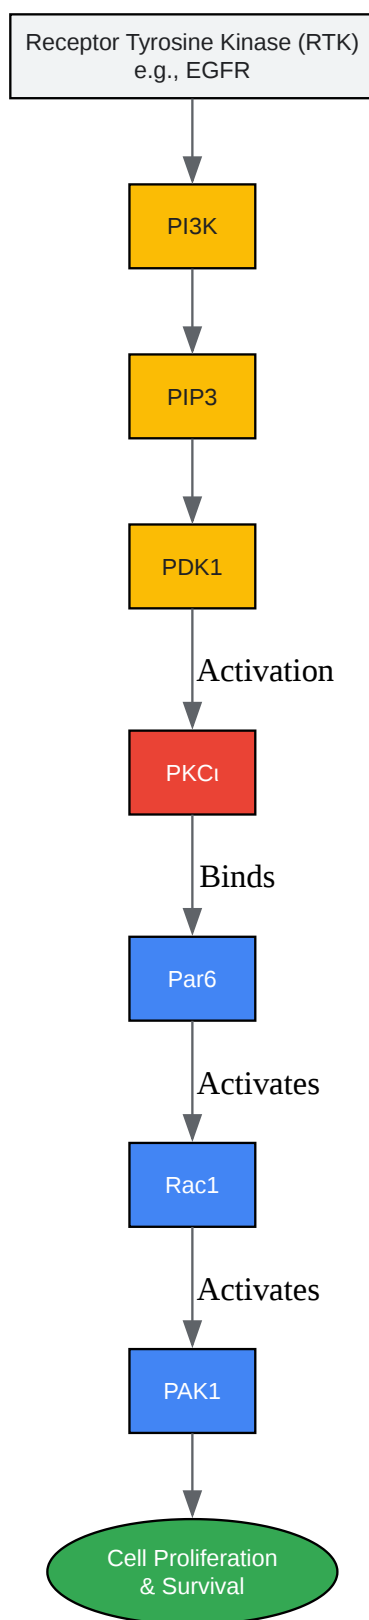 Receptor Tyrosine Kinase (RTK)
e.g., EGFR
PI3K
PIP3
PDK1
Activation
PKCι
Binds
Par6
Activates
Rac1
Activates
PAK1
Cell Proliferation
& Survival